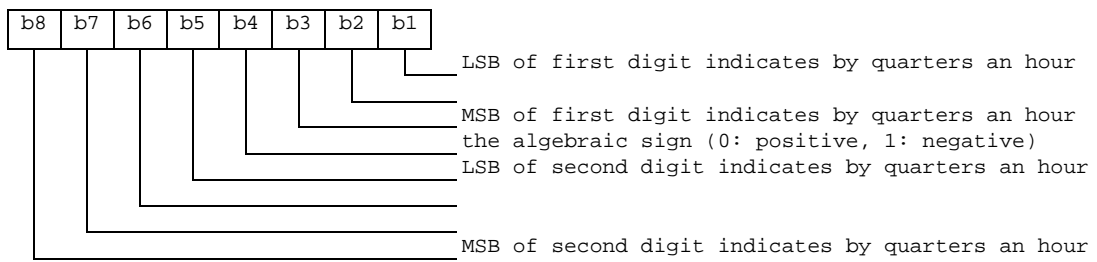 b8 b7 b6 b5 b4 b3 b2 b1
LSB of first digit indicates by quarters an hour
MSB of first digit indicates by quarters an hour
the algebraic sign (0: positive, 1: negative)
LSB of second digit indicates by quarters an hour
MSB of second digit indicates by quarters an hour